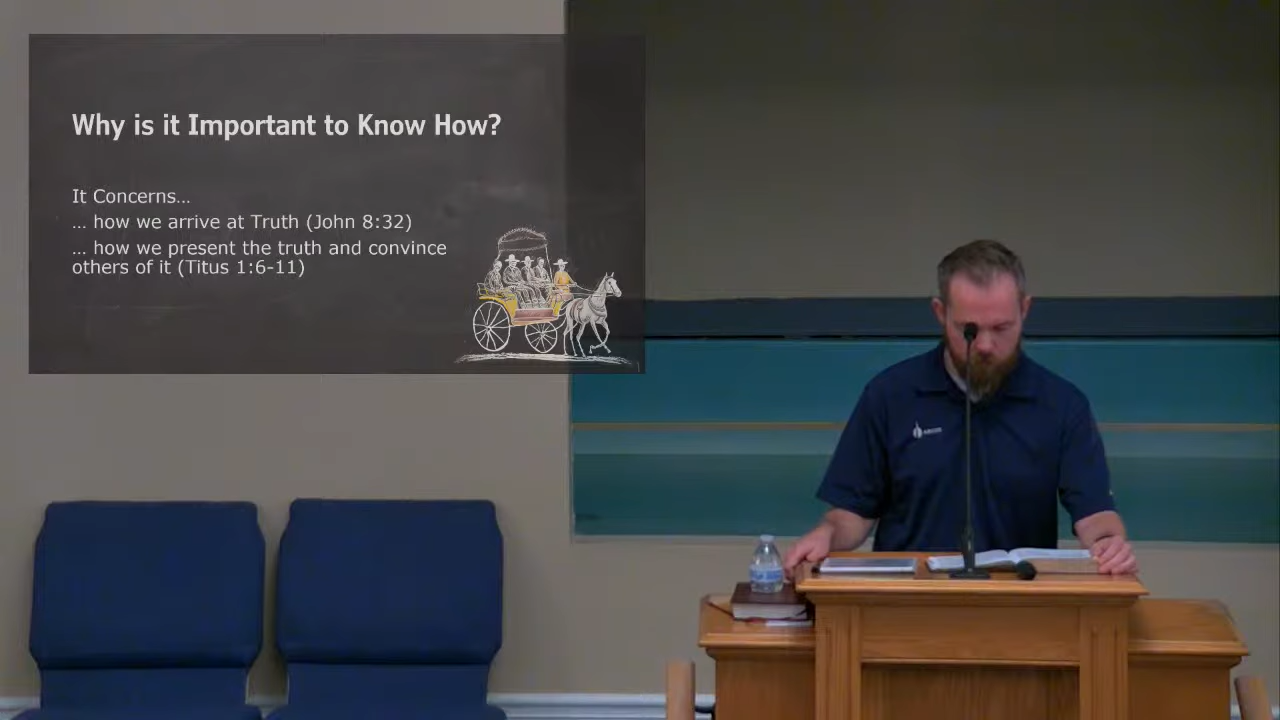 Why is it Important to Know How?
It Concerns...
... how we arrive at Truth (John 8:32)
... how we present the truth and convince
others of it (Titus 1:6-11)